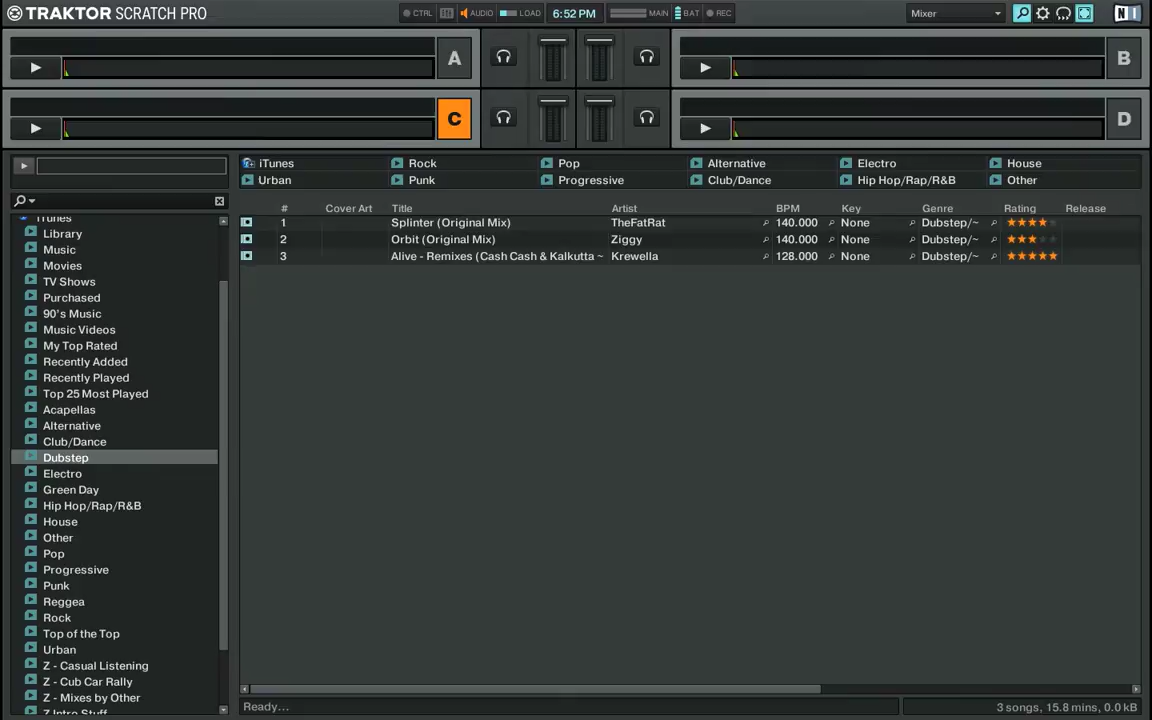 TRAKTOR SCRATCH PRO
CTRL AUDIO LOAD 6:52 PM MAIN BAT REC Mixer
A
B
C
D
iTunes Rock Pop Alternative Electro House
Urban Punk Progressive Club/Dance Hip Hop/Rap/R&B Other
# Cover Art Title Artist BPM Key Genre Rating Release
1 Splinter (Original Mix) TheFatRat 140.000 None Dubstep/~
2 Orbit (Original Mix) Ziggy 140.000 None Dubstep/~
3 Alive - Remixes (Cash Cash & Kalkutta ~ Krewella 128.000 None Dubstep/~
iTunes
Library
Music
Movies
TV Shows
Purchased
90's Music
Music Videos
My Top Rated
Recently Added
Recently Played
Top 25 Most Played
Acapellas
Alternative
Club/Dance
Dubstep
Electro
Green Day
Hip Hop/Rap/R&B
House
Other
Pop
Progressive
Punk
Reggea
Rock
Top of the Top
Urban
Z - Casual Listening
Z - Cub Car Rally
Z - Mixes by Other
Z Intro Stuff
Ready...
3 songs, 15.8 mins, 0.0 kB